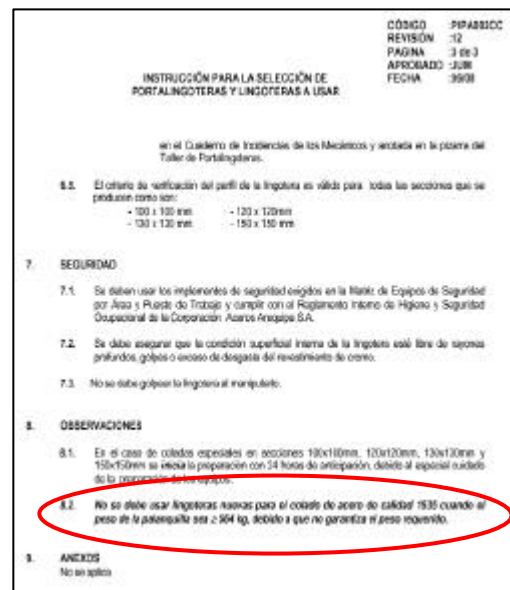 CÓDIGO :PIPA002CC
REVISIÓN :12
PAGINA :3 de 3
APROBADO :JUM
FECHA :99/08
INSTRUCCIÓN PARA LA SELECCIÓN DE
PORTALINGOTERAS Y LINGOTERAS A USAR
en el Cuaderno de Incidencias de los Mecánicos y anotada en la pizarra del
Taller de Portalingoteras.
6.5. El criterio de verificación del perfil de la lingotera es válido para todas las secciones que se
producen como son:
- 100 x 100 mm - 120 x 120mm
- 130 x 130 mm - 150 x 150 mm
7. SEGURIDAD
7.1. Se deben usar los implementos de seguridad exigidos en la Matriz de Equipos de Seguridad
por Área y Puesto de Trabajo y cumplir con el Reglamento Interno de Higiene y Seguridad
Ocupacional de la Corporación Aceros Arequipa S.A.
7.2. Se debe asegurar que la condición superficial interna de la lingotera esté libre de rayones
profundos, golpes o exceso de desgaste del revestimiento de cromo.
7.3. No se debe golpear la lingotera al manipularlo.
8. OBSERVACIONES
8.1. En el caso de coladas especiales en secciones 100x100mm, 120x120mm, 130x130mm y
150x150mm se inicia la preparación con 24 horas de anticipación, debido al especial cuidado
de la preparación de los equipos.
8.2. No se debe usar lingoteras nuevas para el colado de acero de calidad 1535 cuando el
peso de la palanquilla sea ≥ 564 kg, debido a que no garantiza el peso requerido.
9. ANEXOS
No se aplica